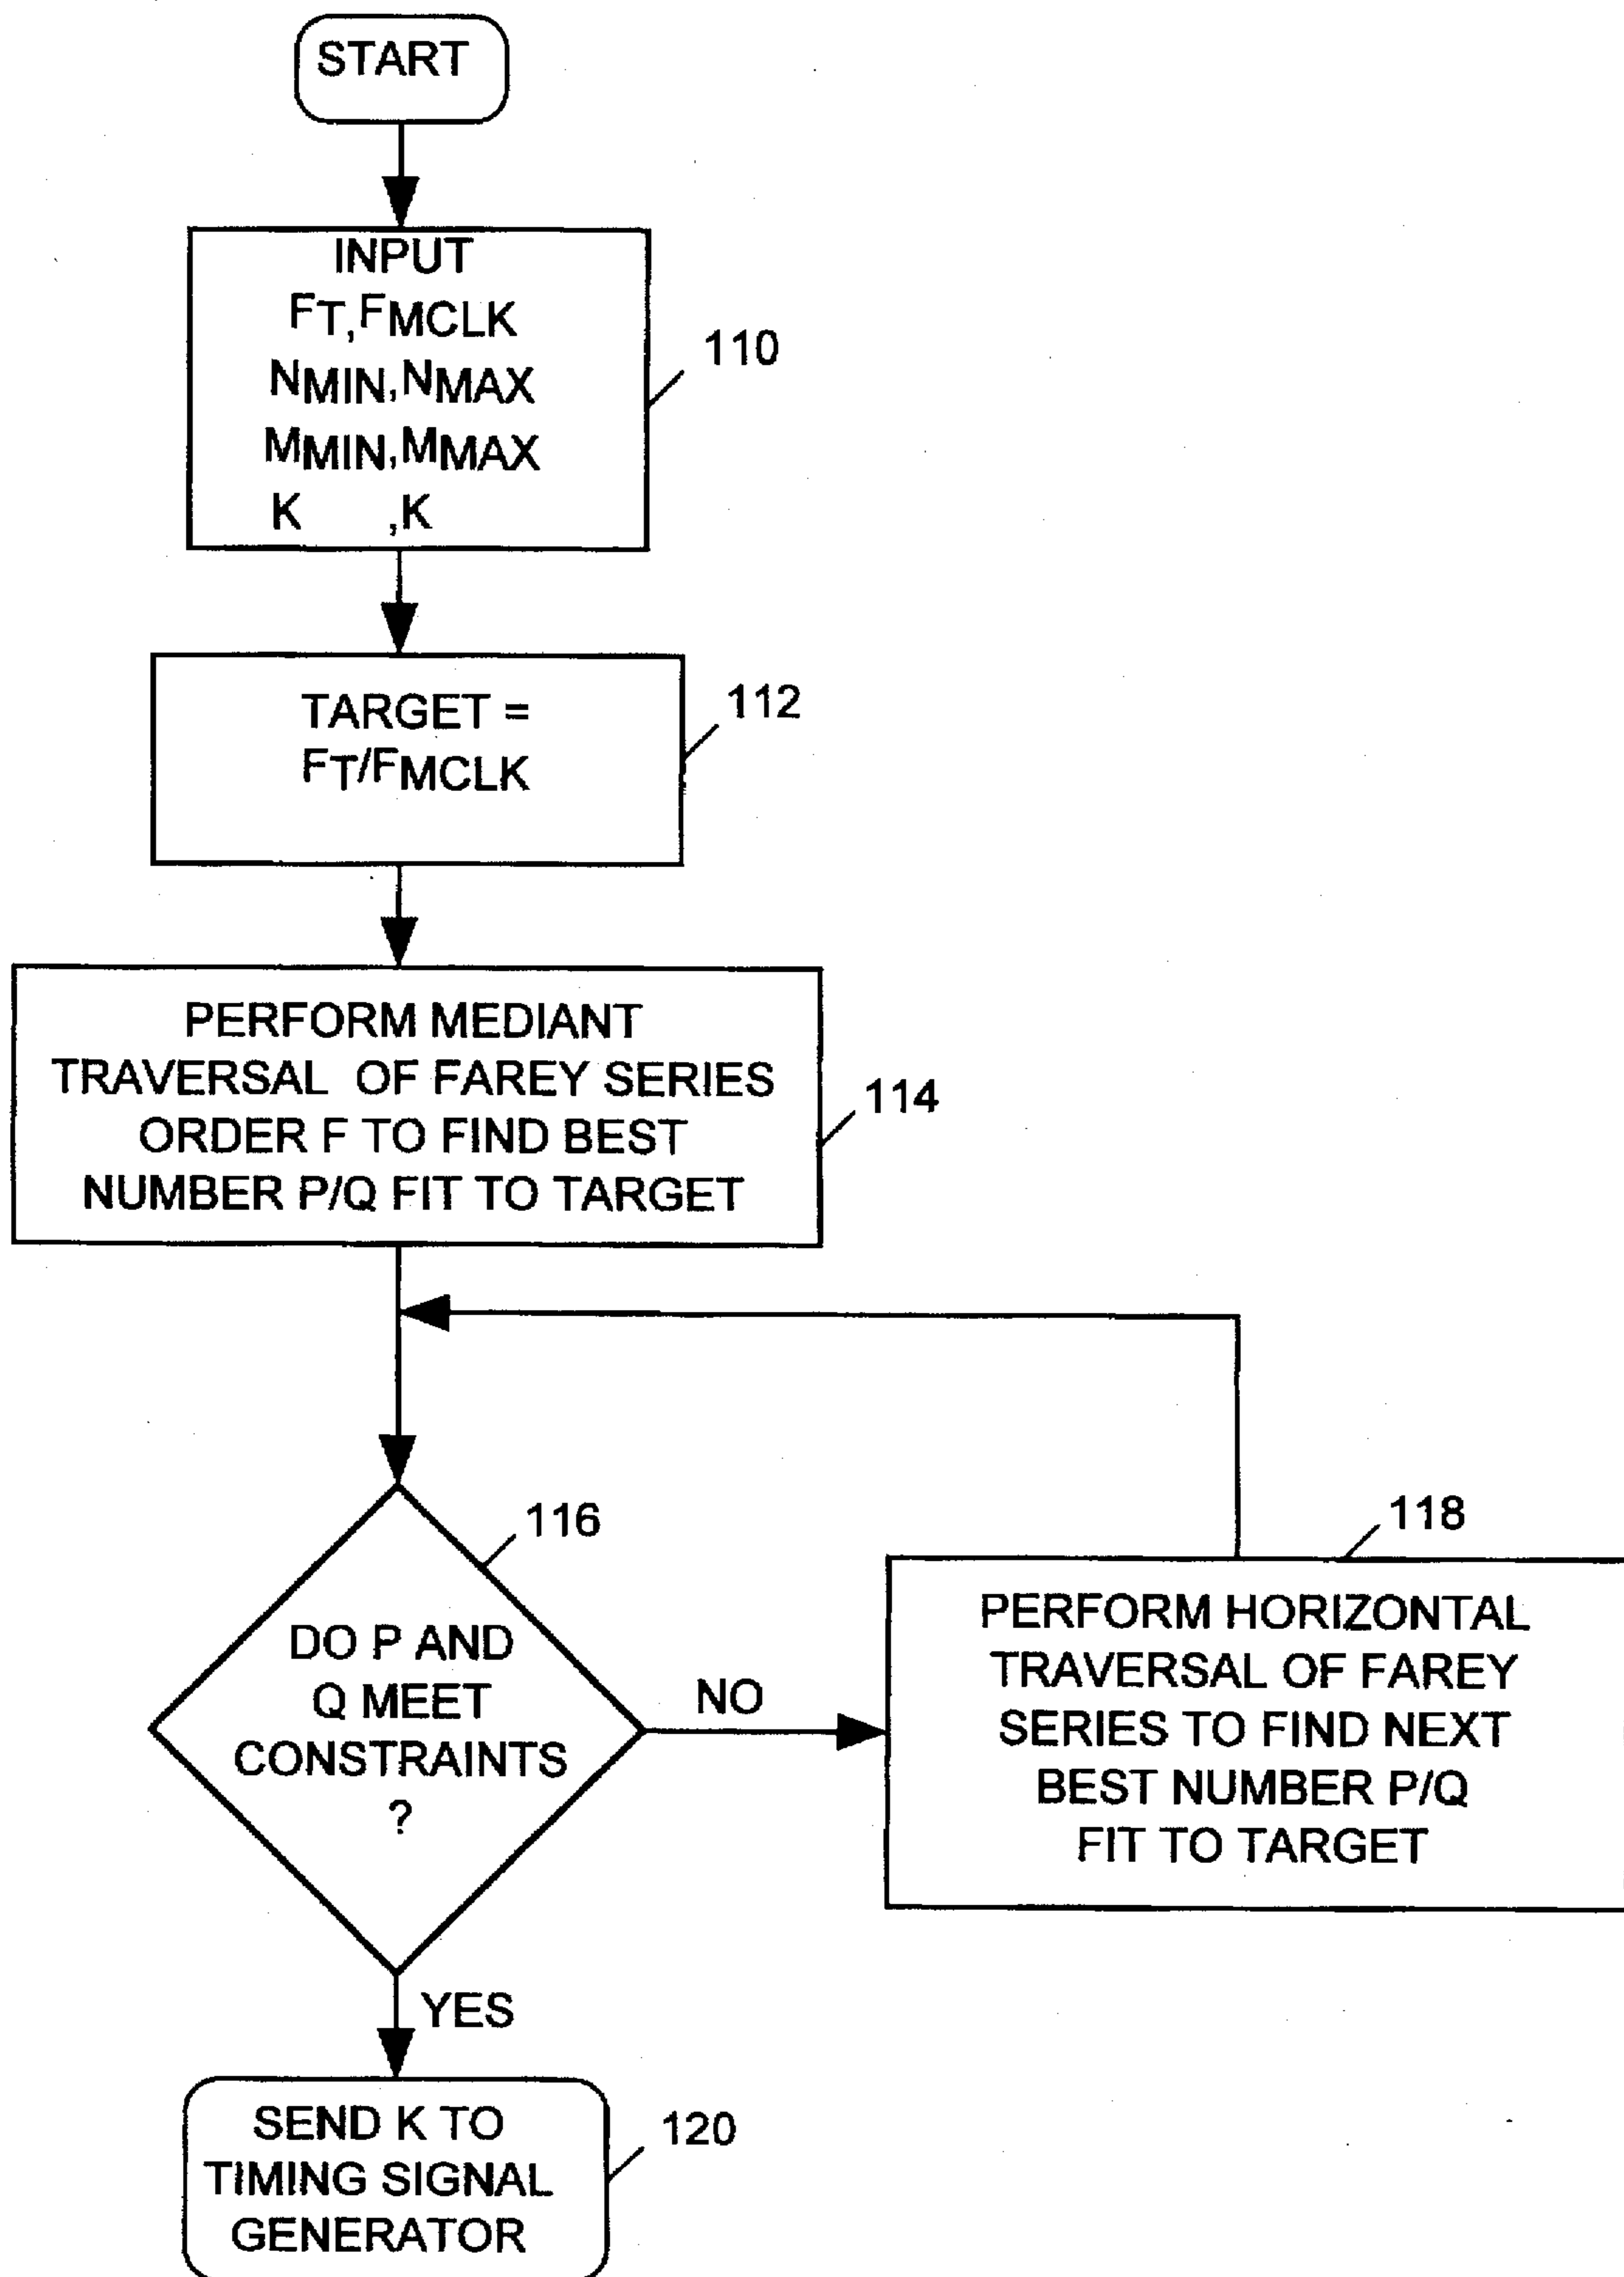 START
INPUT
FT,FMCLK
NMIN,NMAX
MMIN,MMAX
K ,K
110
TARGET =
FT/FMCLK
112
PERFORM MEDIANT
TRAVERSAL OF FAREY SERIES
ORDER F TO FIND BEST
NUMBER P/Q FIT TO TARGET
114
116
DO P AND
Q MEET
CONSTRAINTS
?
NO
118
PERFORM HORIZONTAL
TRAVERSAL OF FAREY
SERIES TO FIND NEXT
BEST NUMBER P/Q
FIT TO TARGET
YES
SEND K TO
TIMING SIGNAL
GENERATOR
120